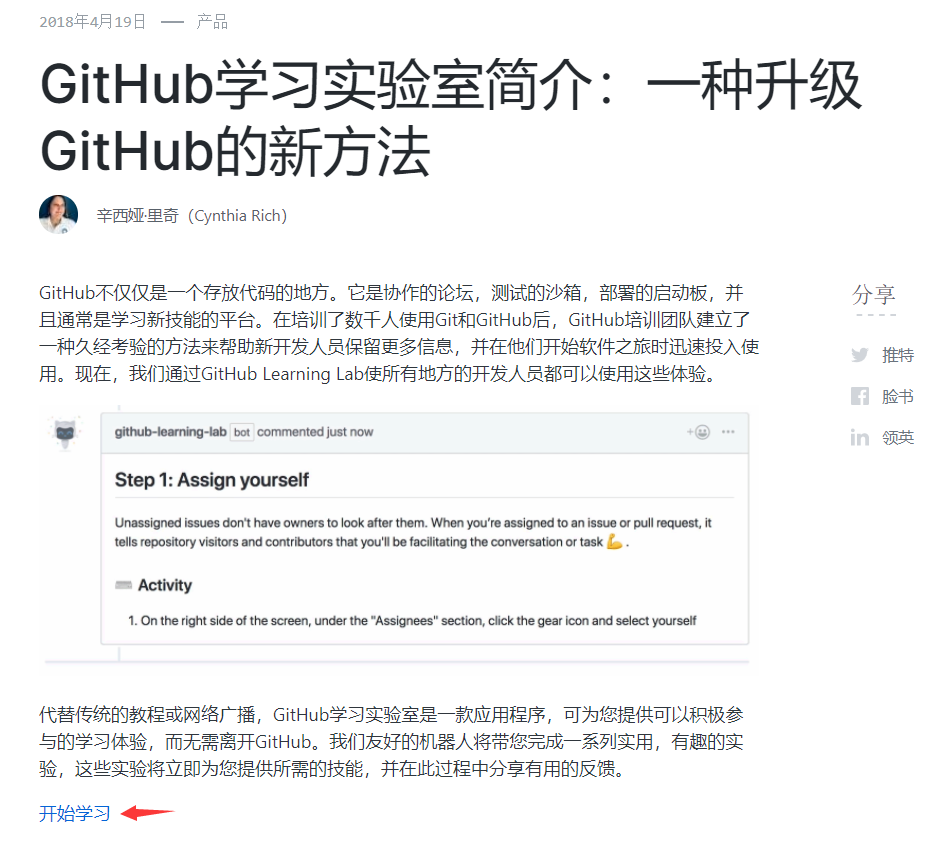 2018年4月19日 — 产品
GitHub学习实验室简介：一种升级
GitHub的新方法
辛西娅·里奇（Cynthia Rich）
GitHub不仅仅是一个存放代码的地方。它是协作的论坛，测试的沙箱，部署的启动板，并
且通常是学习新技能的平台。在培训了数千人使用Git和GitHub后，GitHub培训团队建立了
一种久经考验的方法来帮助新开发人员保留更多信息，并在他们开始软件之旅时迅速投入使
用。现在，我们通过GitHub Learning Lab使所有地方的开发人员都可以使用这些体验。
分享
推特
脸书
领英
github-learning-lab bot commented just now
Step 1: Assign yourself
Unassigned issues don't have owners to look after them. When you're assigned to an issue or pull request, it
tells repository visitors and contributors that you'll be facilitating the conversation or task 💪 .
Activity
1. On the right side of the screen, under the "Assignees" section, click the gear icon and select yourself
代替传统的教程或网络广播，GitHub学习实验室是一款应用程序，可为您提供可以积极参
与的学习体验，而无需离开GitHub。我们友好的机器人将带您完成一系列实用，有趣的实
验，这些实验将立即为您提供所需的技能，并在此过程中分享有用的反馈。
开始学习